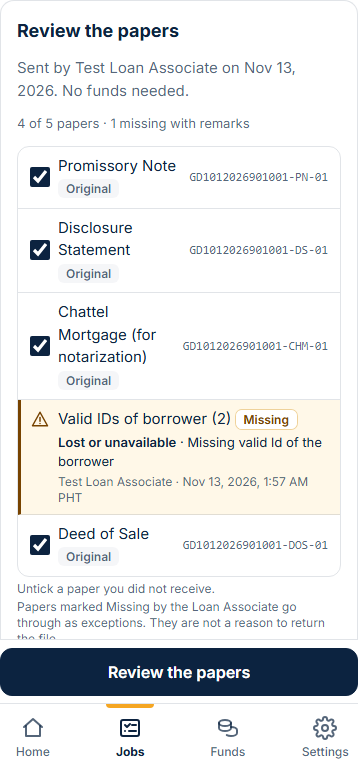 Review the papers
Sent by Test Loan Associate on Nov 13,
2026. No funds needed.
4 of 5 papers · 1 missing with remarks
Promissory Note
Original
GD1012026901001-PN-01
Disclosure
Statement
Original
GD1012026901001-DS-01
Chattel
Mortgage (for
notarization)
Original
GD1012026901001-CHM-01
Valid IDs of borrower (2) Missing
Lost or unavailable · Missing valid Id of the
borrower
Test Loan Associate · Nov 13, 2026, 1:57 AM
PHT
Deed of Sale
Original
GD1012026901001-DOS-01
Untick a paper you did not receive.
Papers marked Missing by the Loan Associate go
through as exceptions. They are not a reason to return
the file.
Review the papers
Home
Jobs
Funds
Settings